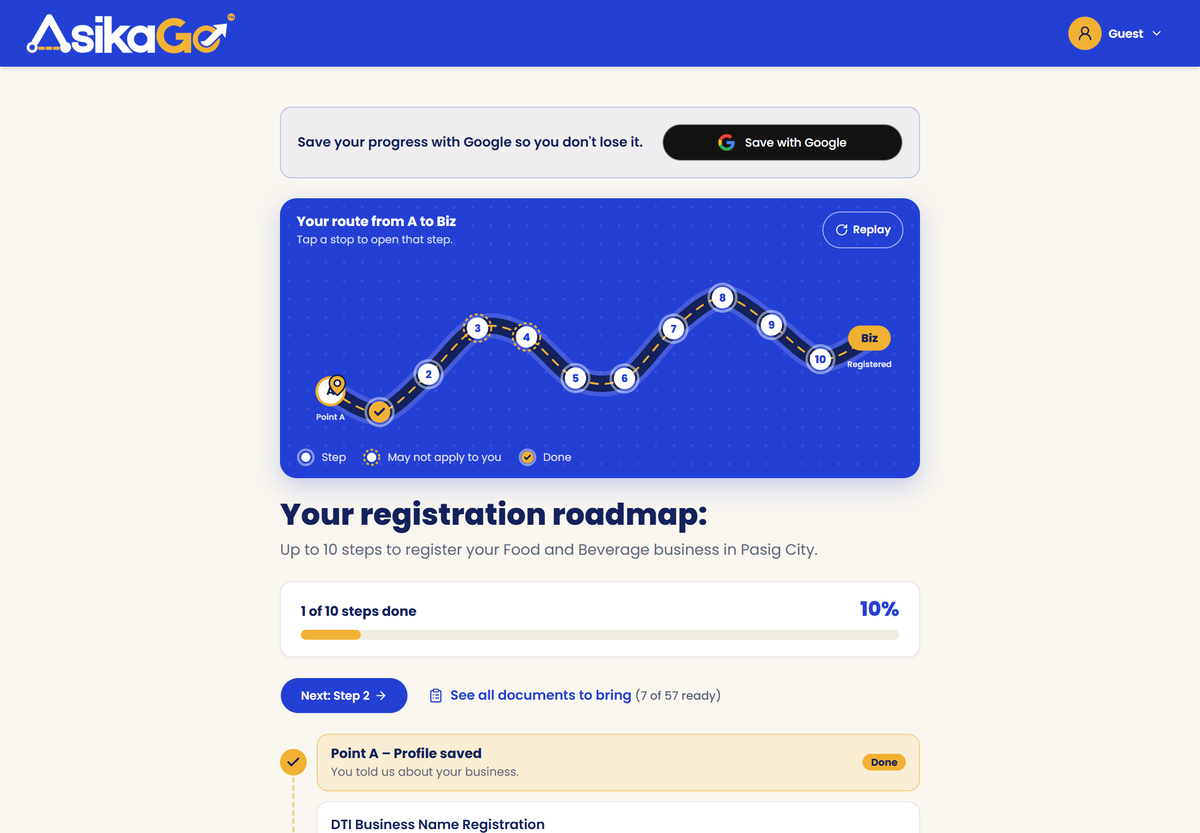 AsikaGo
Guest
Save your progress with Google so you don't lose it.
Save with Google
Your route from A to Biz
Tap a stop to open that step.
Replay
8
3
9
7
4
Biz
10
Registered
2
5
6
Point A
Step
May not apply to you
Done
Your registration roadmap:
Up to 10 steps to register your Food and Beverage business in Pasig City.
1 of 10 steps done
10%
Next: Step 2 →
See all documents to bring (7 of 57 ready)
Point A – Profile saved
You told us about your business.
Done
DTI Business Name Registration